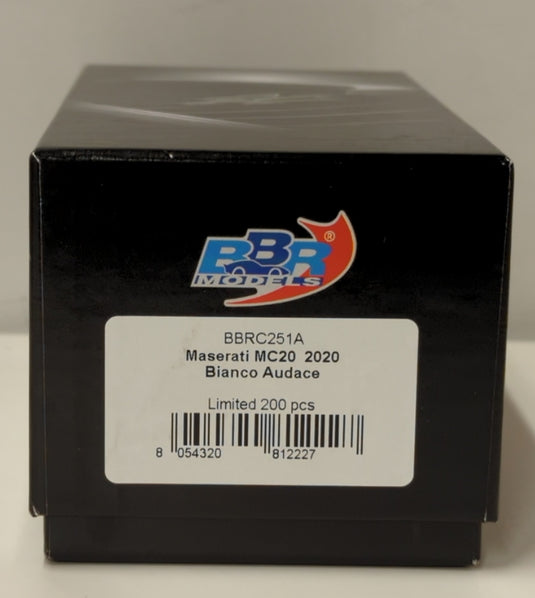 BBR®
MODELS
BBRC251A
Maserati MC20 2020
Bianco Audace
Limited 200 pcs
8 054320 812227